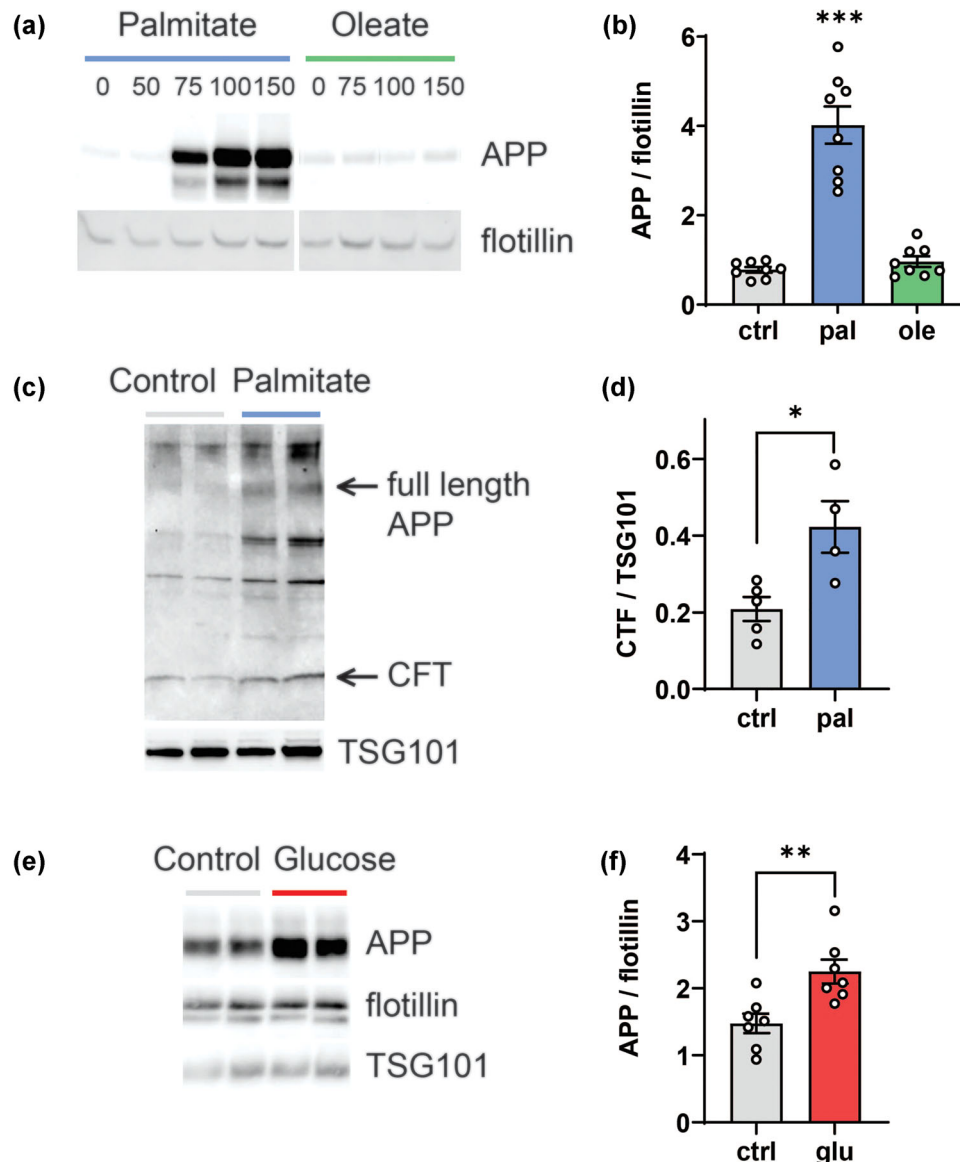 (a)
Palmitate Oleate
0 50 75 100 150 0 75 100 150
APP
flotillin
(b)
***
APP / flotillin
6
4
2
0
ctrl pal ole
(c)
Control Palmitate
← full length
APP
← CFT
TSG101
(d)
*
CTF / TSG101
0.6
0.4
0.2
0.0
ctrl pal
(e)
Control Glucose
APP
flotillin
TSG101
(f)
**
APP / flotillin
4
3
2
1
0
ctrl glu